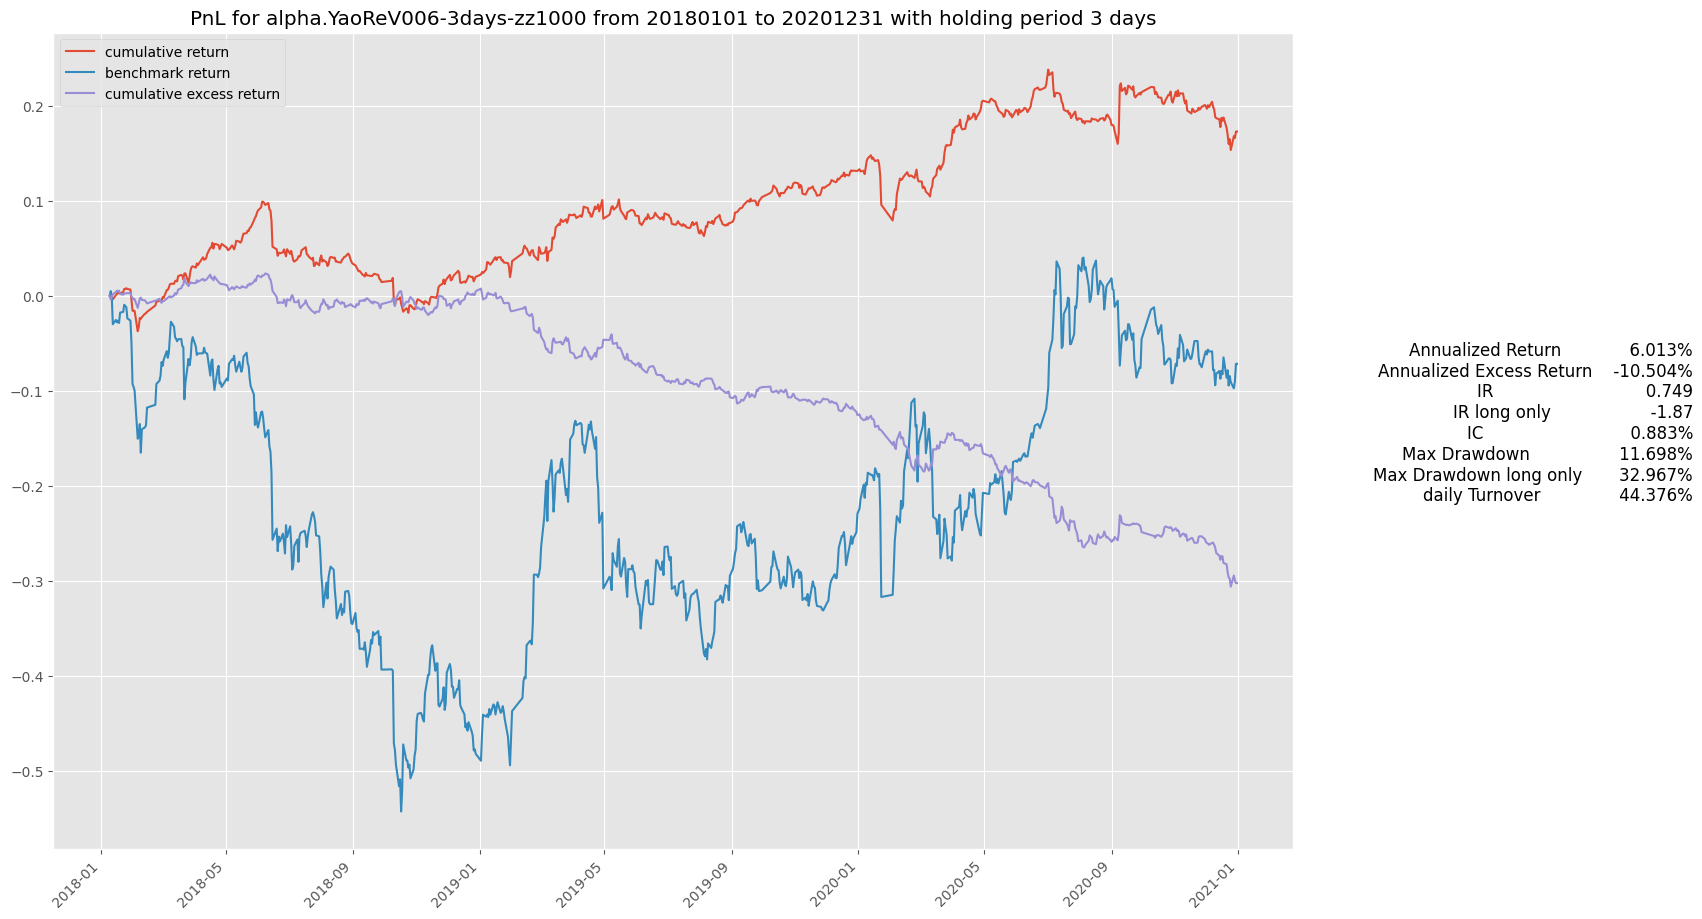 PnL for alpha.YaoReV006-3days-zz1000 from 20180101 to 20201231 with holding period 3 days
cumulative return
benchmark return
cumulative excess return
0.2
0.1
0.0
−0.1
−0.2
−0.3
−0.4
−0.5
2018-01
2018-05
2018-09
2019-01
2019-05
2019-09
2020-01
2020-05
2020-09
2021-01
Annualized Return 6.013%
Annualized Excess Return -10.504%
IR 0.749
IR long only -1.87
IC 0.883%
Max Drawdown 11.698%
Max Drawdown long only 32.967%
daily Turnover 44.376%